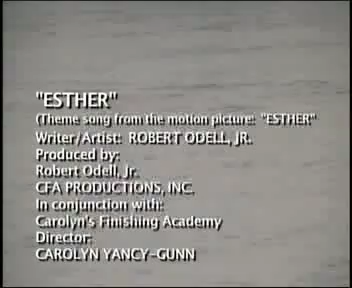 "ESTHER"
(Theme song from the motion picture:  "ESTHER"
Writer/Artist:  ROBERT ODELL, JR.
Produced by:
Robert Odell, Jr.
CFA PRODUCTIONS, INC.
In conjunction with:
Carolyn's Finishing Academy
Director:
CAROLYN YANCY-GUNN